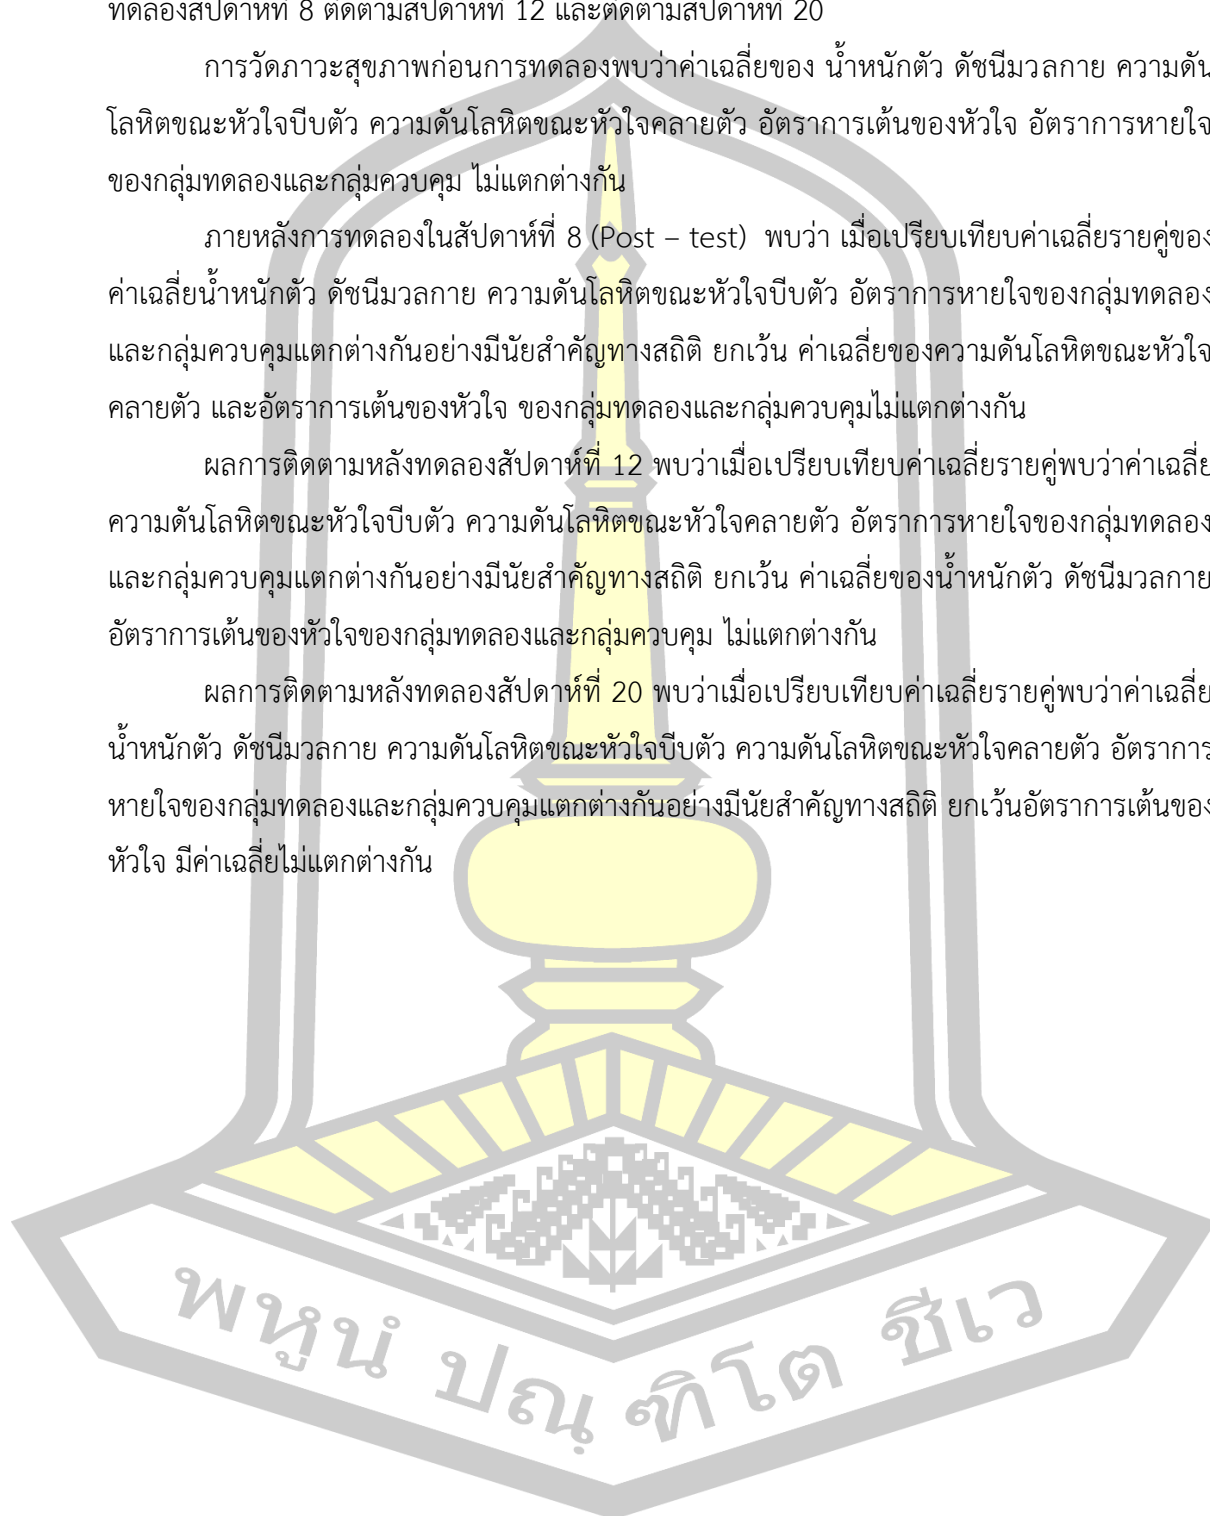 ทดลองสัปดาห์ที่ 8 ติดตามสัปดาห์ที่ 12 และติดตามสัปดาห์ที่ 20
การวัดภาวะสุขภาพก่อนการทดลองพบว่าค่าเฉลี่ยของ น้ำหนักตัว ดัชนีมวลกาย ความดัน
โลหิตขณะหัวใจบีบตัว ความดันโลหิตขณะหัวใจคลายตัว อัตราการเต้นของหัวใจ อัตราการหายใจ
ของกลุ่มทดลองและกลุ่มควบคุม ไม่แตกต่างกัน
ภายหลังการทดลองในสัปดาห์ที่ 8 (Post – test) พบว่า เมื่อเปรียบเทียบค่าเฉลี่ยรายคู่ของ
ค่าเฉลี่ยน้ำหนักตัว ดัชนีมวลกาย ความดันโลหิตขณะหัวใจบีบตัว อัตราการหายใจของกลุ่มทดลอง
และกลุ่มควบคุมแตกต่างกันอย่างมีนัยสำคัญทางสถิติ ยกเว้น ค่าเฉลี่ยของความดันโลหิตขณะหัวใจ
คลายตัว และอัตราการเต้นของหัวใจ ของกลุ่มทดลองและกลุ่มควบคุมไม่แตกต่างกัน
ผลการติดตามหลังทดลองสัปดาห์ที่ 12 พบว่าเมื่อเปรียบเทียบค่าเฉลี่ยรายคู่พบว่าค่าเฉลี่ย
ความดันโลหิตขณะหัวใจบีบตัว ความดันโลหิตขณะหัวใจคลายตัว อัตราการหายใจของกลุ่มทดลอง
และกลุ่มควบคุมแตกต่างกันอย่างมีนัยสำคัญทางสถิติ ยกเว้น ค่าเฉลี่ยของน้ำหนักตัว ดัชนีมวลกาย
อัตราการเต้นของหัวใจของกลุ่มทดลองและกลุ่มควบคุม ไม่แตกต่างกัน
ผลการติดตามหลังทดลองสัปดาห์ที่ 20 พบว่าเมื่อเปรียบเทียบค่าเฉลี่ยรายคู่พบว่าค่าเฉลี่ย
น้ำหนักตัว ดัชนีมวลกาย ความดันโลหิตขณะหัวใจบีบตัว ความดันโลหิตขณะหัวใจคลายตัว อัตราการ
หายใจของกลุ่มทดลองและกลุ่มควบคุมแตกต่างกันอย่างมีนัยสำคัญทางสถิติ ยกเว้นอัตราการเต้นของ
หัวใจ มีค่าเฉลี่ยไม่แตกต่างกัน
พหูนํ ปณฺฑิโต ชีเว